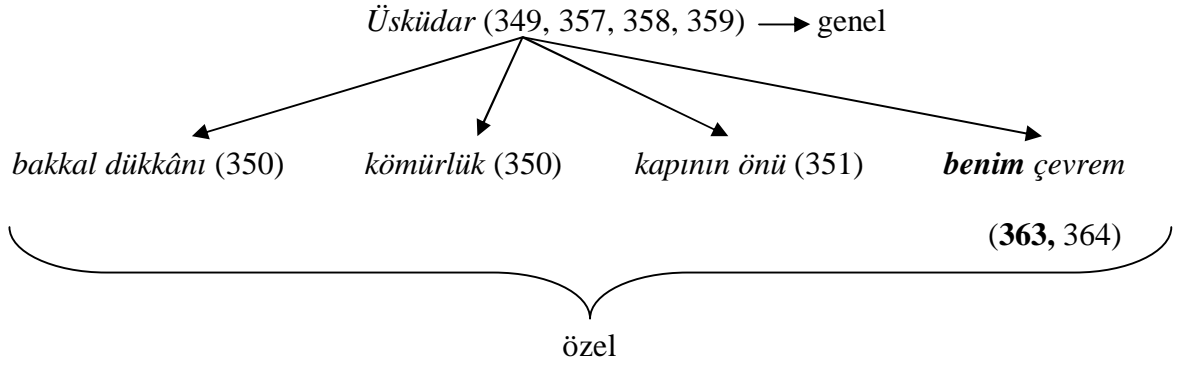 Üsküdar (349, 357, 358, 359) → genel
bakkal dükkânı (350) kömürlük (350) kapının önü (351) benim çevrem
(363, 364)
özel